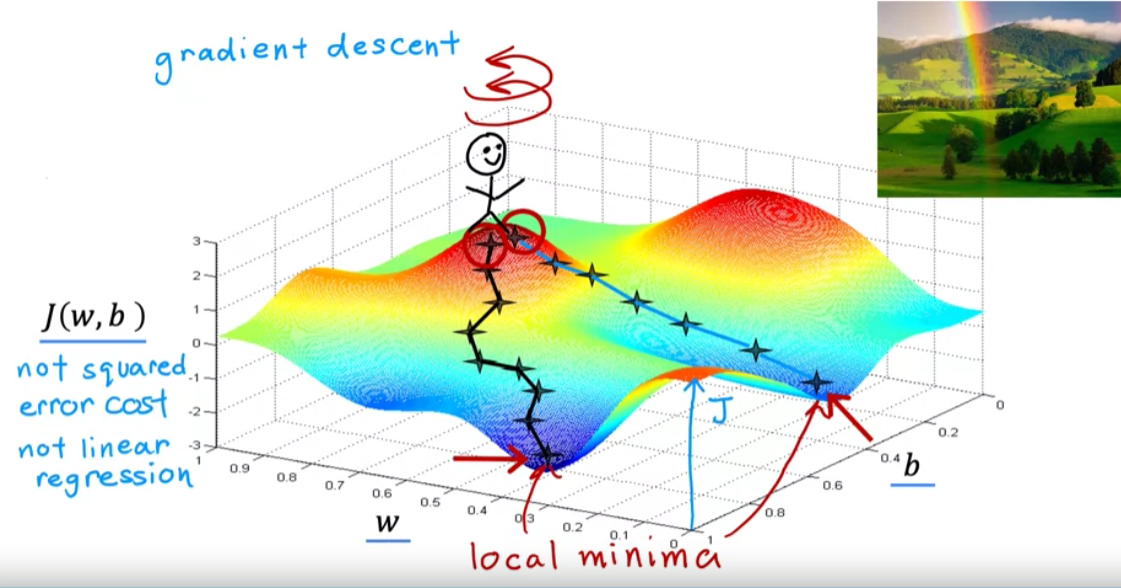 gradient descent
J(w,b)
not squared
error cost
not linear
regression
3
2
1
0
-1
-2
-3
1
0.9
0.8
0.7
0.6
0.5
0.4
0.3
0.2
0.1
0
w
1
0.8
0.6
0.4
0.2
0
b
J
local minima